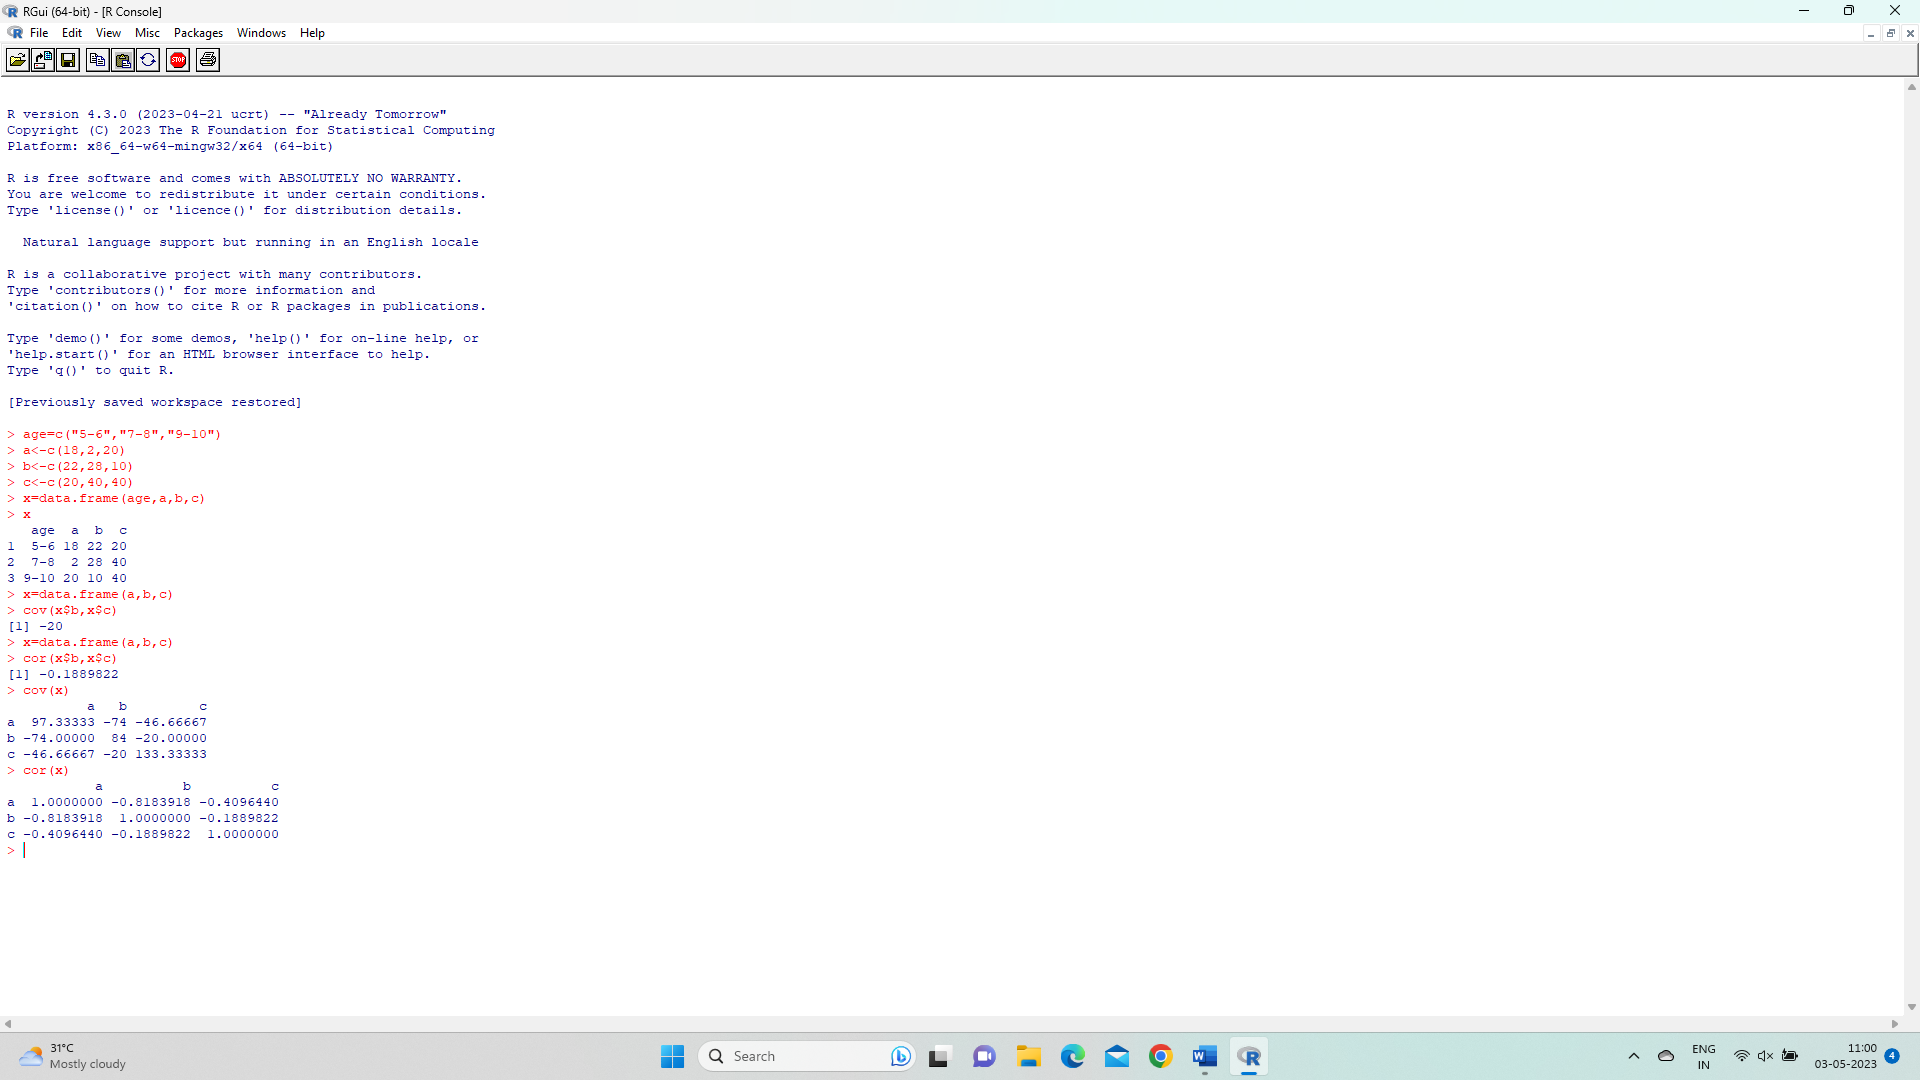 RGui (64-bit) - [R Console]
File Edit View Misc Packages Windows Help
STOP
R version 4.3.0 (2023-04-21 ucrt) -- "Already Tomorrow"
Copyright (C) 2023 The R Foundation for Statistical Computing
Platform: x86_64-w64-mingw32/x64 (64-bit)
R is free software and comes with ABSOLUTELY NO WARRANTY.
You are welcome to redistribute it under certain conditions.
Type 'license()' or 'licence()' for distribution details.
Natural language support but running in an English locale
R is a collaborative project with many contributors.
Type 'contributors()' for more information and
'citation()' on how to cite R or R packages in publications.
Type 'demo()' for some demos, 'help()' for on-line help, or
'help.start()' for an HTML browser interface to help.
Type 'q()' to quit R.
[Previously saved workspace restored]
> age=c("5-6","7-8","9-10")
> a<-c(18,2,20)
> b<-c(22,28,10)
> c<-c(20,40,40)
> x=data.frame(age,a,b,c)
> x
age a b c
1 5-6 18 22 20
2 7-8 2 28 40
3 9-10 20 10 40
> x=data.frame(a,b,c)
> cov(x$b,x$c)
[1] -20
> x=data.frame(a,b,c)
> cor(x$b,x$c)
[1] -0.1889822
> cov(x)
a b c
a 97.33333 -74 -46.66667
b -74.00000 84 -20.00000
c -46.66667 -20 133.33333
> cor(x)
a b c
a 1.0000000 -0.8183918 -0.4096440
b -0.8183918 1.0000000 -0.1889822
c -0.4096440 -0.1889822 1.0000000
>
31°C
Mostly cloudy
Search
ENG
IN
11:00
03-05-2023
4